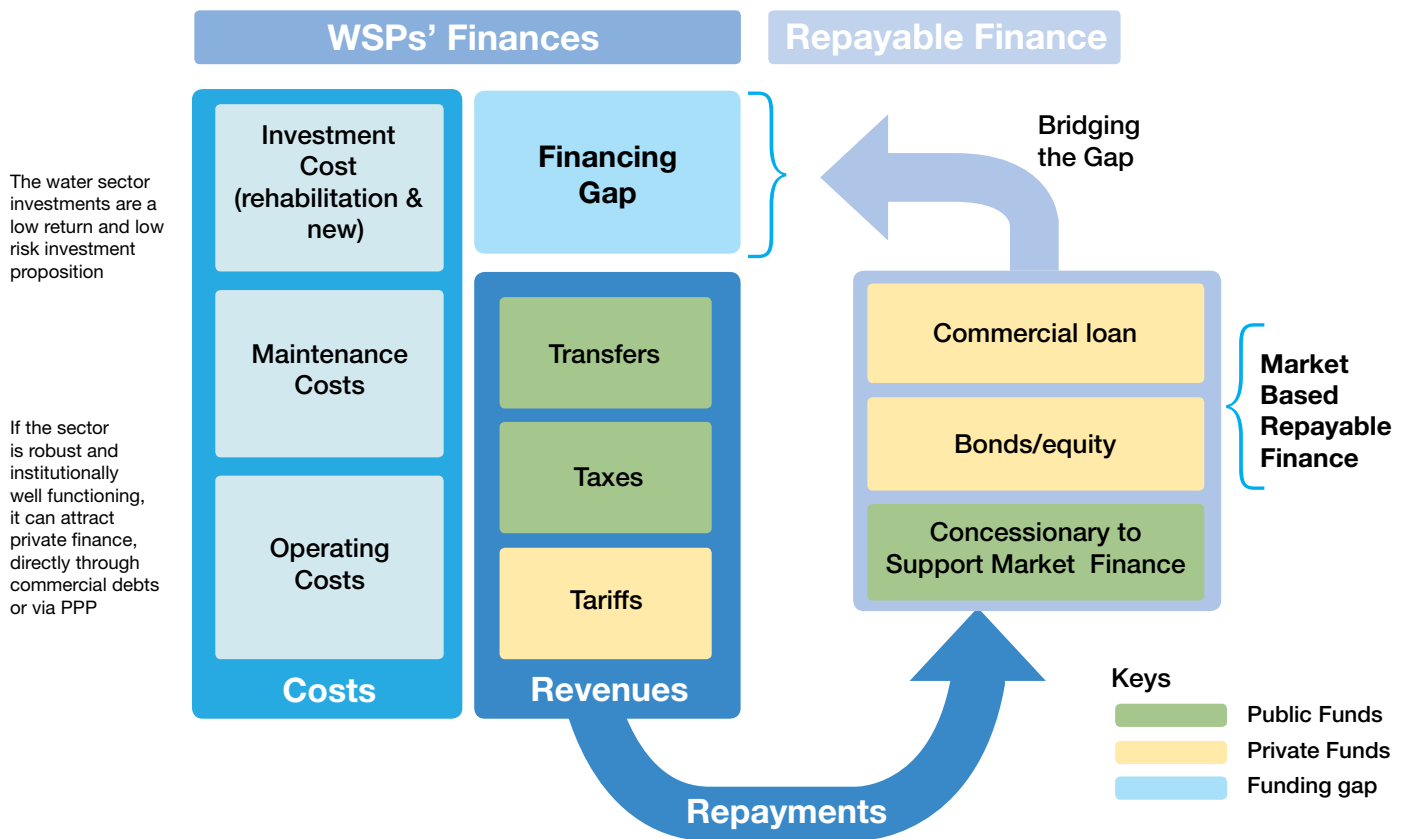 WSPs’ Finances
Repayable Finance
The water sector
investments are a
low return and low
risk investment
proposition
If the sector
is robust and
institutionally
well functioning,
it can attract
private finance,
directly through
commercial debts
or via PPP
Investment
Cost
(rehabilitation &
new)
Maintenance
Costs
Operating
Costs
Costs
Financing
Gap
Transfers
Taxes
Tariffs
Revenues
Bridging
the Gap
Commercial loan
Bonds/equity
Concessionary to
Support Market Finance
Market
Based
Repayable
Finance
Repayments
Keys
Public Funds
Private Funds
Funding gap